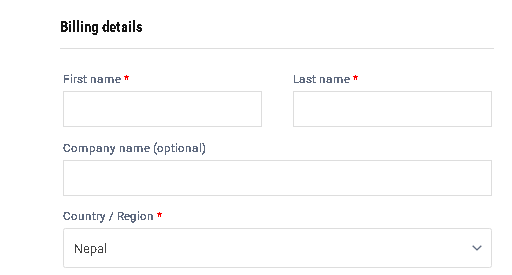 Billing details
First name * Last name *
Company name (optional)
Country / Region *
Nepal